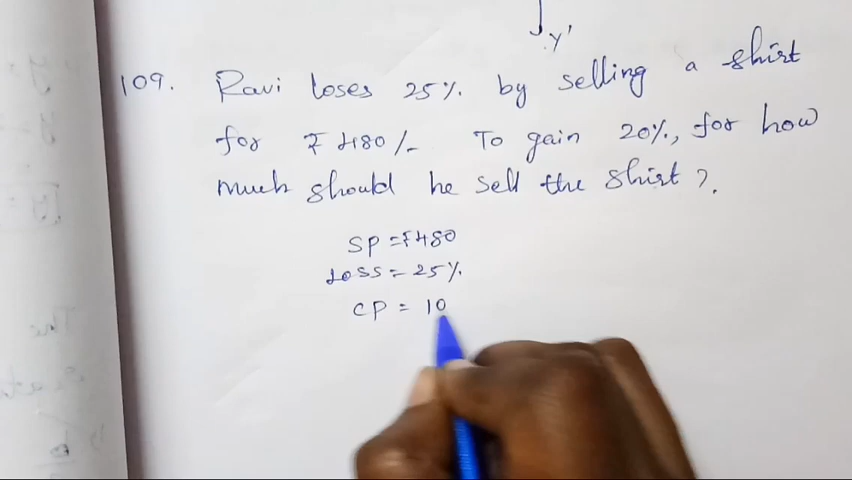 Y'
109. Ravi loses 25%. by selling a shirt
for ₹ 480/- To gain 20%, for how
much should he sell the shirt?.
SP = ₹480
Loss = 25%.
CP = 10